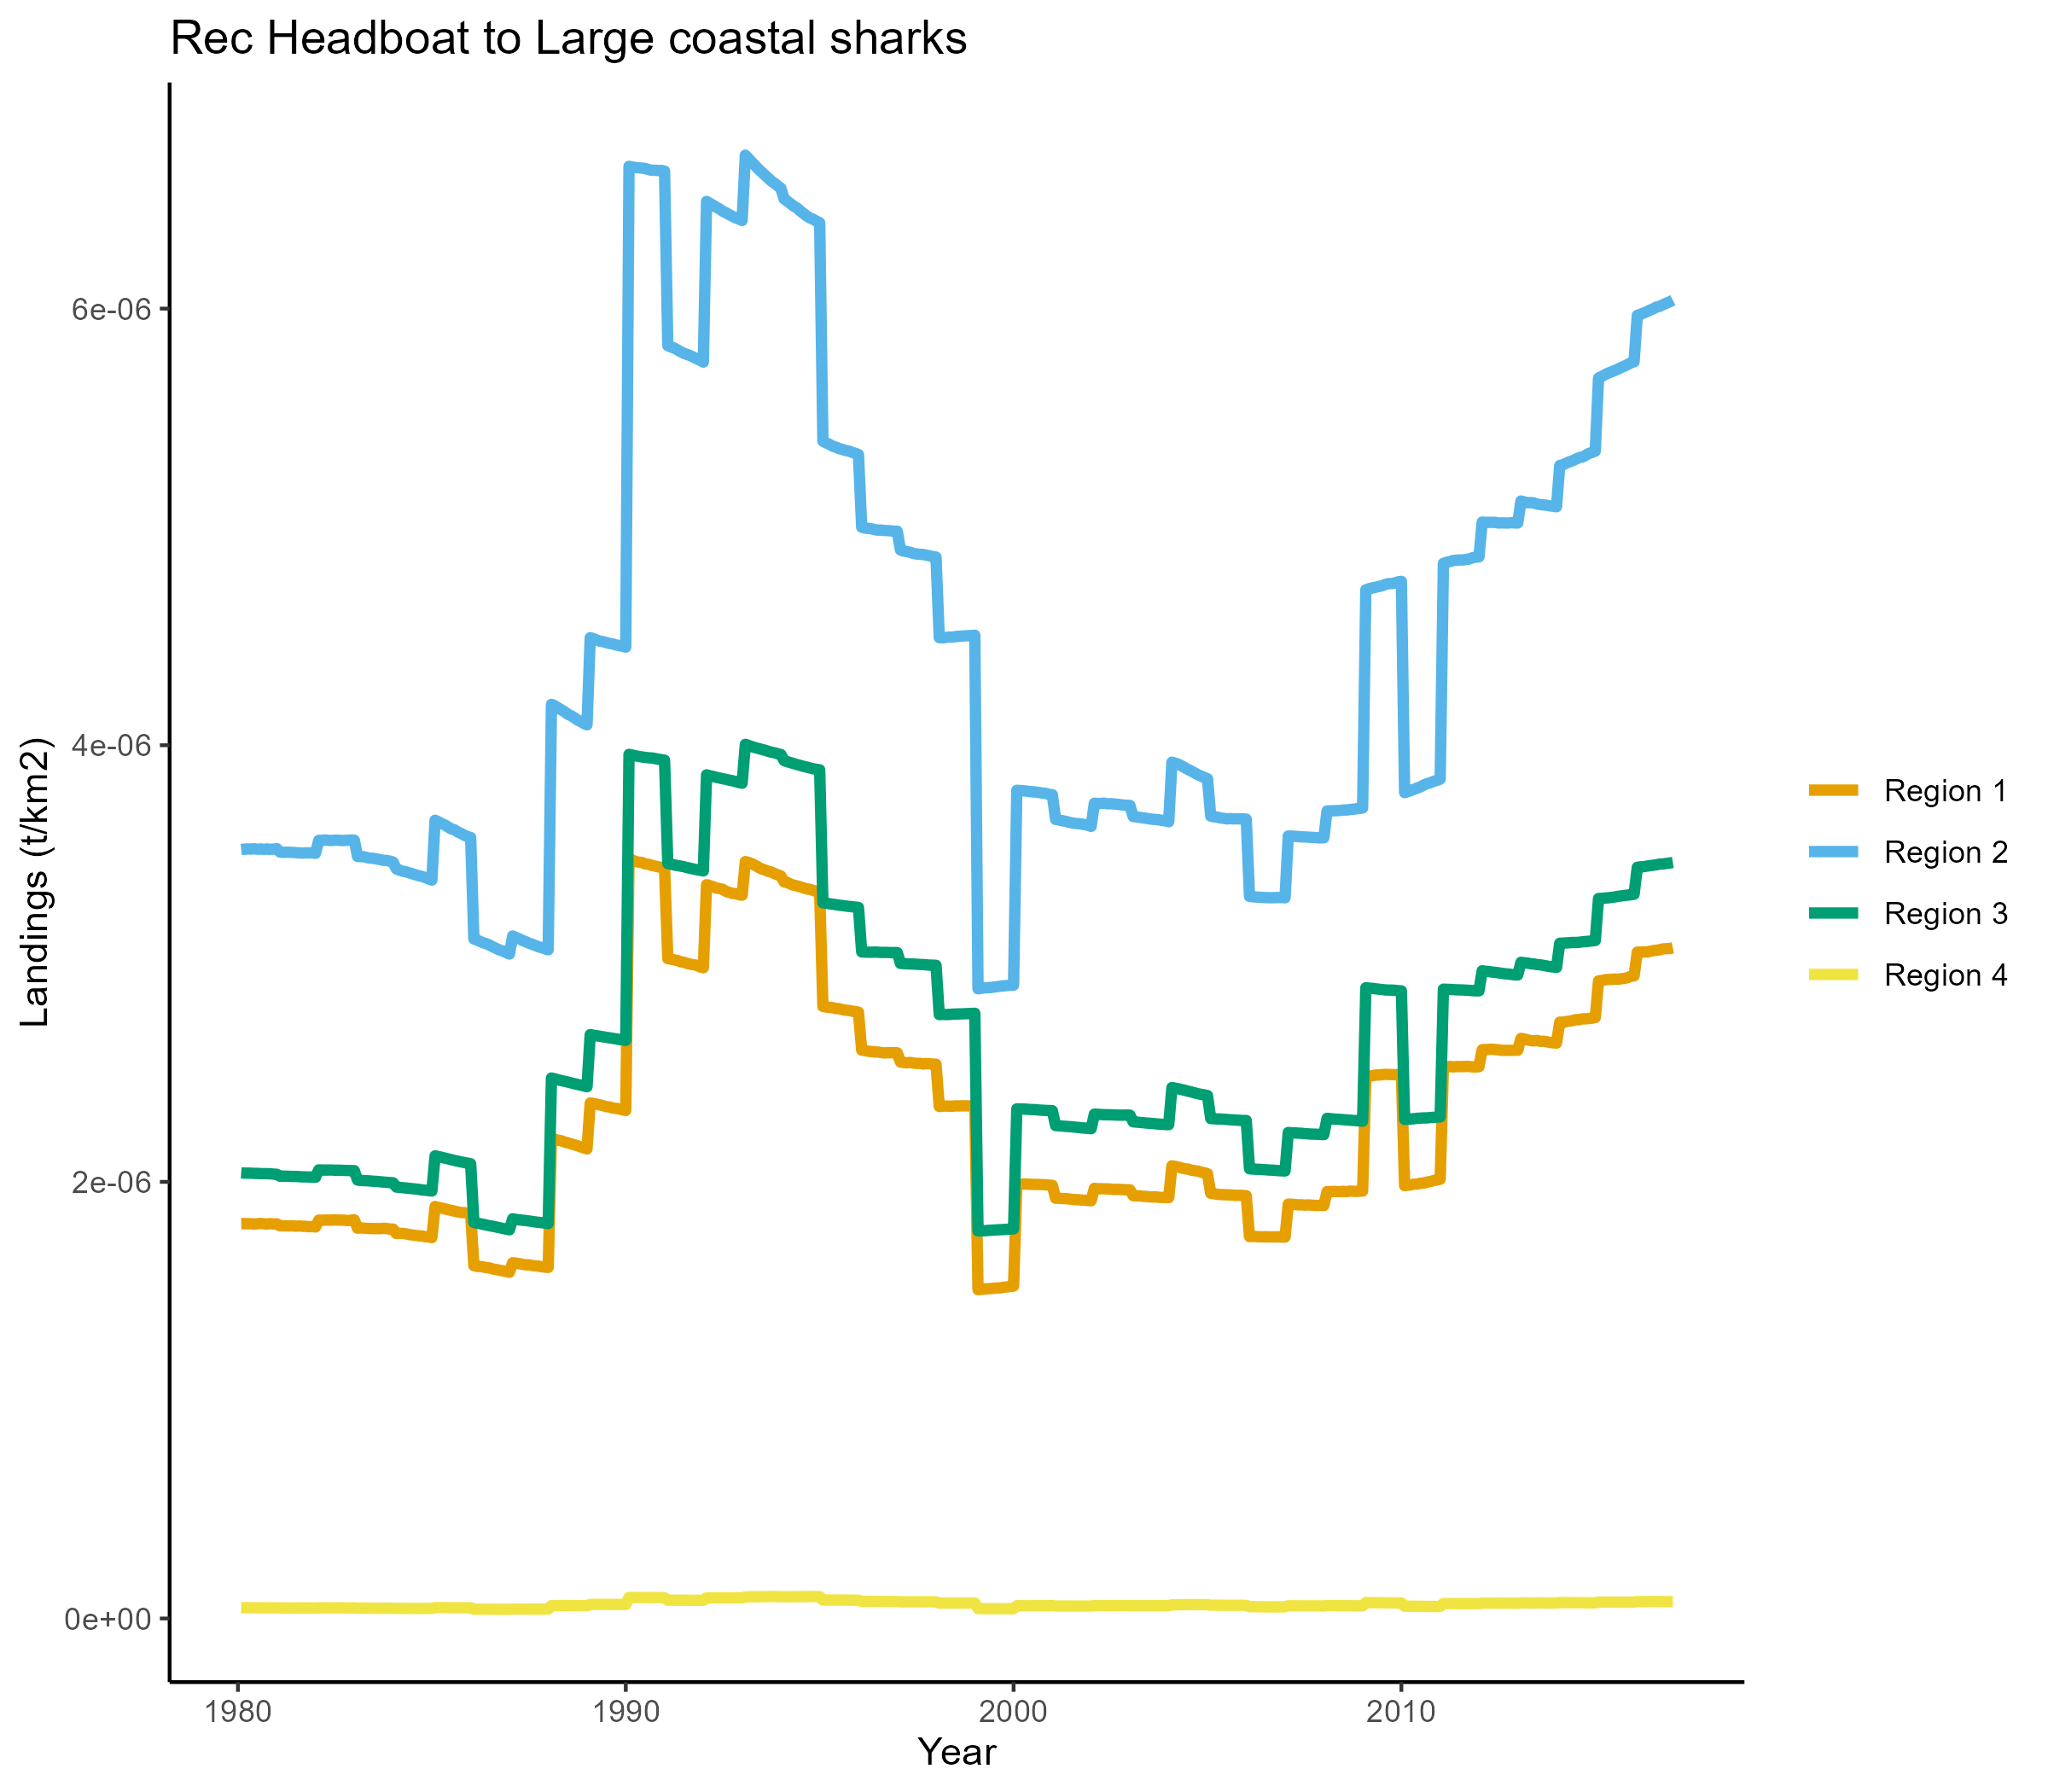 Rec Headboat to Large coastal sharks
Landings (t/km2)
6e-06
4e-06
2e-06
0e+00
1980
1990
2000
2010
Year
Region 1
Region 2
Region 3
Region 4